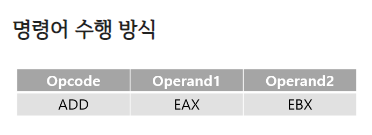 명령어 수행 방식
Opcode Operand1 Operand2
ADD EAX EBX